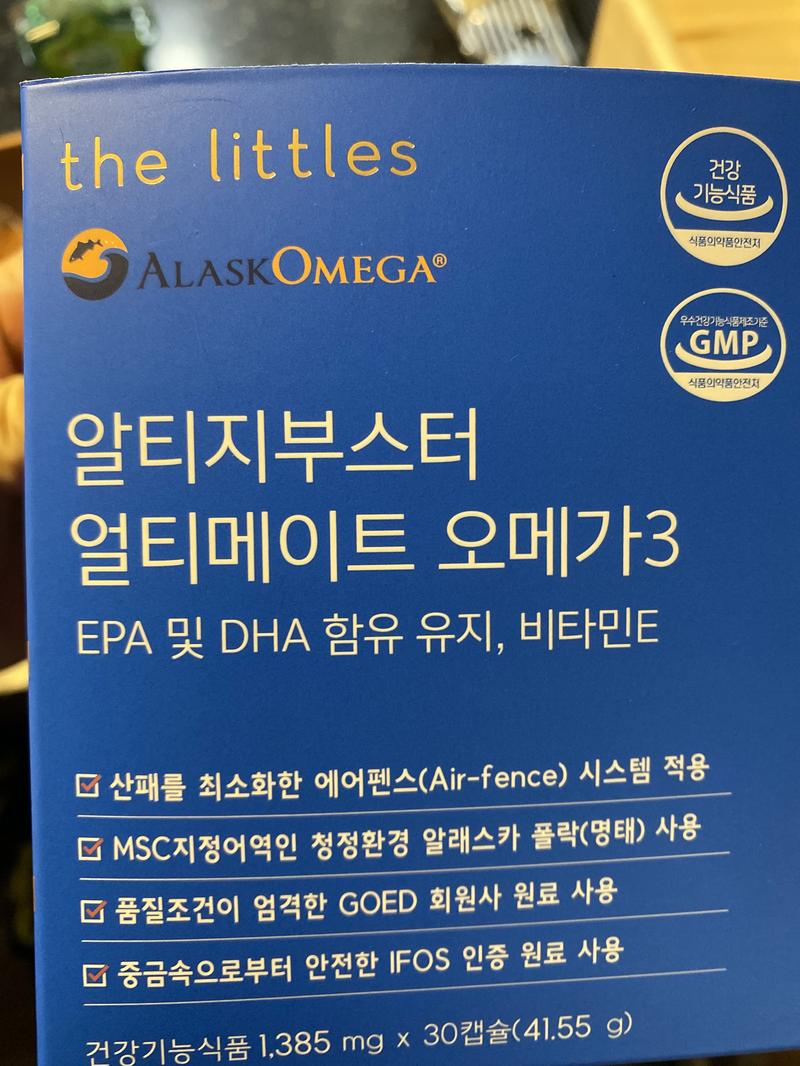 the littles
ALASKOMEGA®
건강
기능식품
식품의약품안전처
우수건강기능식품제조기준
GMP
식품의약품안전처
알티지부스터
얼티메이트 오메가3
EPA 및 DHA 함유 유지, 비타민E
산패를 최소화한 에어펜스(Air-fence) 시스템 적용
MSC지정어역인 청정환경 알래스카 폴락(명태) 사용
품질조건이 엄격한 GOED 회원사 원료 사용
중금속으로부터 안전한 IFOS 인증 원료 사용
건강기능식품 1,385 mg x 30캡슐(41.55 g)